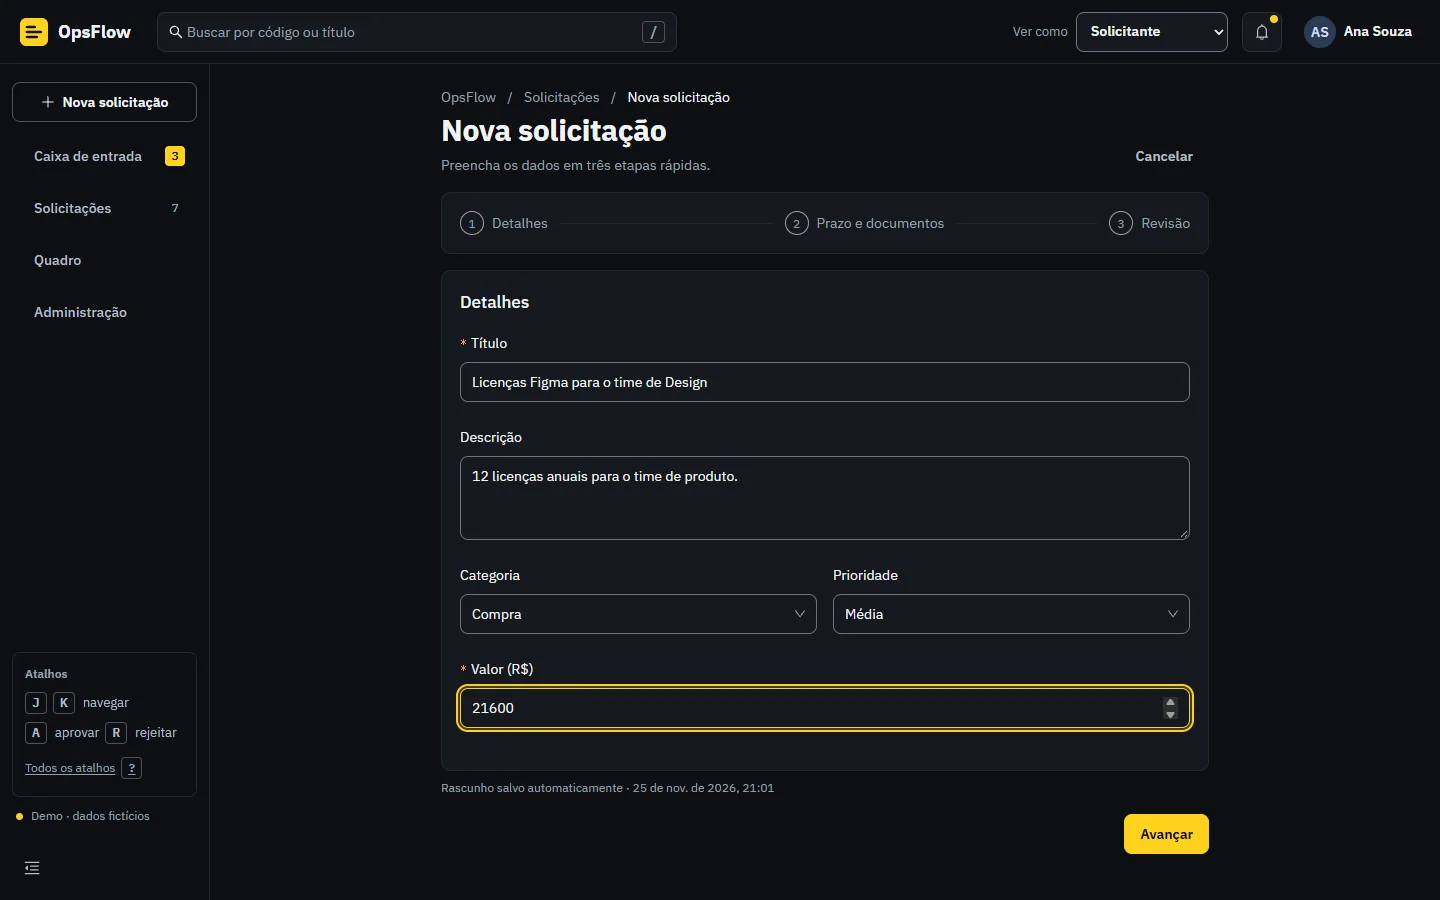 OpsFlow
Buscar por código ou título
/
Ver como
Solicitante
AS
Ana Souza
Nova solicitação
Caixa de entrada 3
Solicitações 7
Quadro
Administração
Atalhos
J K navegar
A aprovar R rejeitar
Todos os atalhos ?
Demo · dados fictícios
OpsFlow / Solicitações / Nova solicitação
Nova solicitação
Preencha os dados em três etapas rápidas.
Cancelar
1 Detalhes
2 Prazo e documentos
3 Revisão
Detalhes
* Título
Licenças Figma para o time de Design
Descrição
12 licenças anuais para o time de produto.
Categoria
Compra
Prioridade
Média
* Valor (R$)
21600
Rascunho salvo automaticamente · 25 de nov. de 2026, 21:01
Avançar